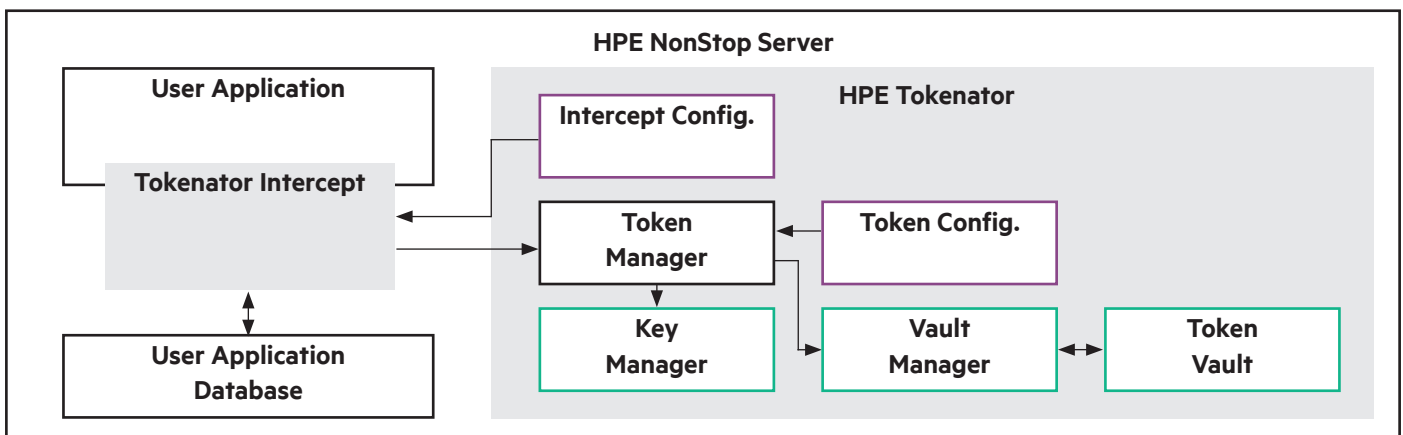 HPE NonStop Server
User Application
Tokenator Intercept
User Application
Database
HPE Tokenator
Intercept Config.
Token
Manager
Token Config.
Key
Manager
Vault
Manager
Token
Vault